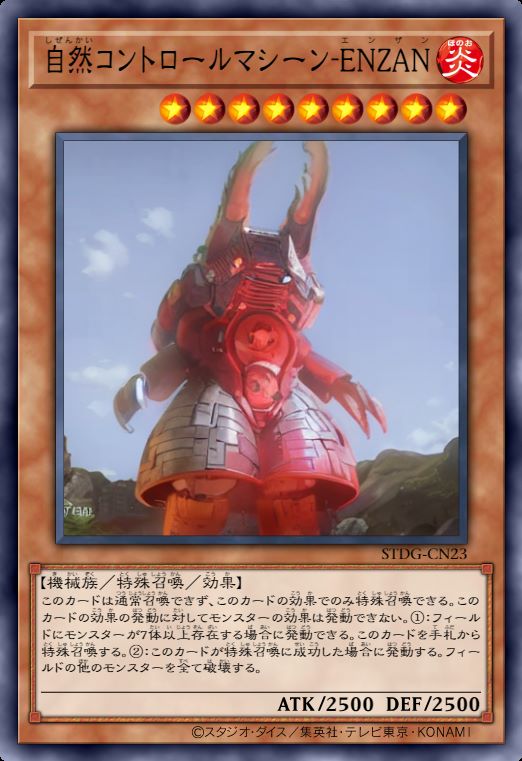 自然コントロールマシーン-ENZAN
炎
STDG-CN23
【機械族/特殊召喚/効果】
このカードは通常召喚できず、このカードの効果でのみ特殊召喚できる。この
カードの効果の発動に対してモンスターの効果は発動できない。①:フィール
ドにモンスターが7体以上存在する場合に発動できる。このカードを手札から
特殊召喚する。②:このカードが特殊召喚に成功した場合に発動する。フィー
ルドの他のモンスターを全て破壊する。
ATK/2500 DEF/2500
©スタジオ・ダイス/集英社・テレビ東京・KONAMI